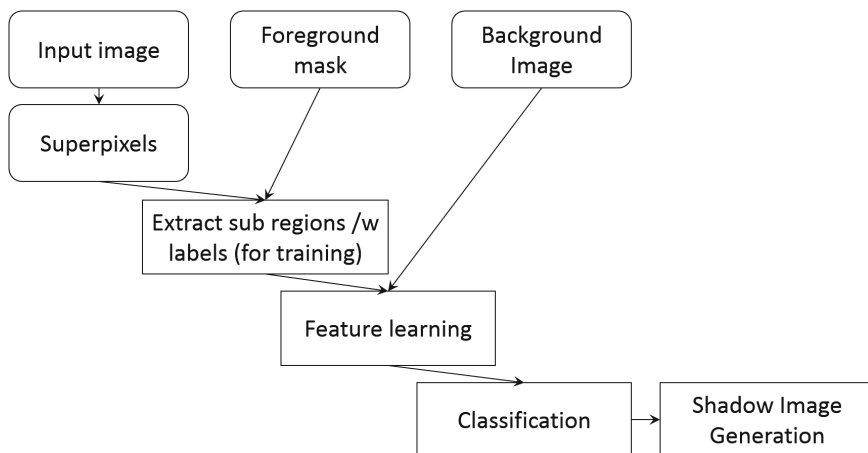 Input image
Foreground
mask
Background
Image
Superpixels
Extract sub regions /w
labels (for training)
Feature learning
Classification
Shadow Image
Generation